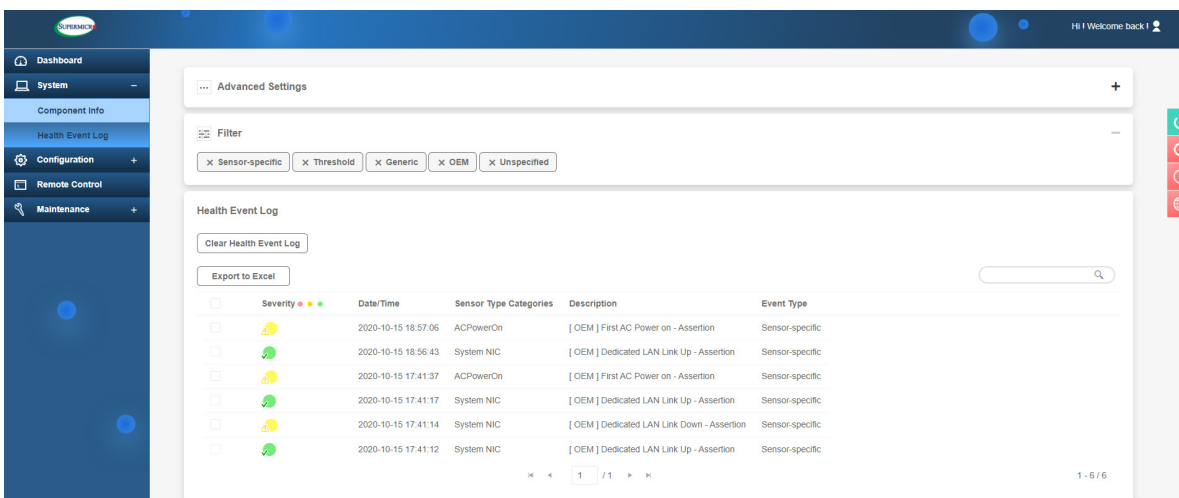 SUPERMICR
Hi ! Welcome back !
Dashboard
System −
Component Info
Health Event Log
Configuration +
Remote Control
Maintenance +
Advanced Settings +
Filter −
× Sensor-specific × Threshold × Generic × OEM × Unspecified
Health Event Log
Clear Health Event Log
Export to Excel
Severity Date/Time Sensor Type Categories Description Event Type
2020-10-15 18:57:06 ACPowerOn [ OEM ] First AC Power on - Assertion Sensor-specific
2020-10-15 18:56:43 System NIC [ OEM ] Dedicated LAN Link Up - Assertion Sensor-specific
2020-10-15 17:41:37 ACPowerOn [ OEM ] First AC Power on - Assertion Sensor-specific
2020-10-15 17:41:17 System NIC [ OEM ] Dedicated LAN Link Up - Assertion Sensor-specific
2020-10-15 17:41:14 System NIC [ OEM ] Dedicated LAN Link Down - Assertion Sensor-specific
2020-10-15 17:41:12 System NIC [ OEM ] Dedicated LAN Link Up - Assertion Sensor-specific
1 / 1
1 - 6 / 6